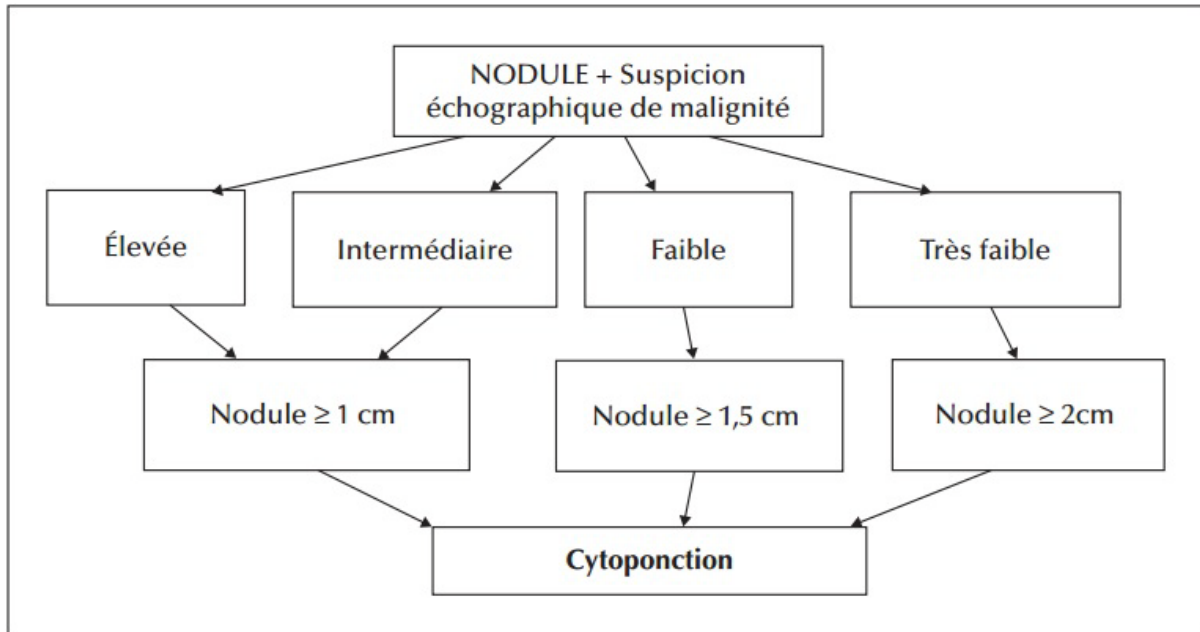 NODULE + Suspicion
échographique de malignité
Élevée
Intermédiaire
Faible
Très faible
Nodule ≥ 1 cm
Nodule ≥ 1,5 cm
Nodule ≥ 2cm
Cytoponction